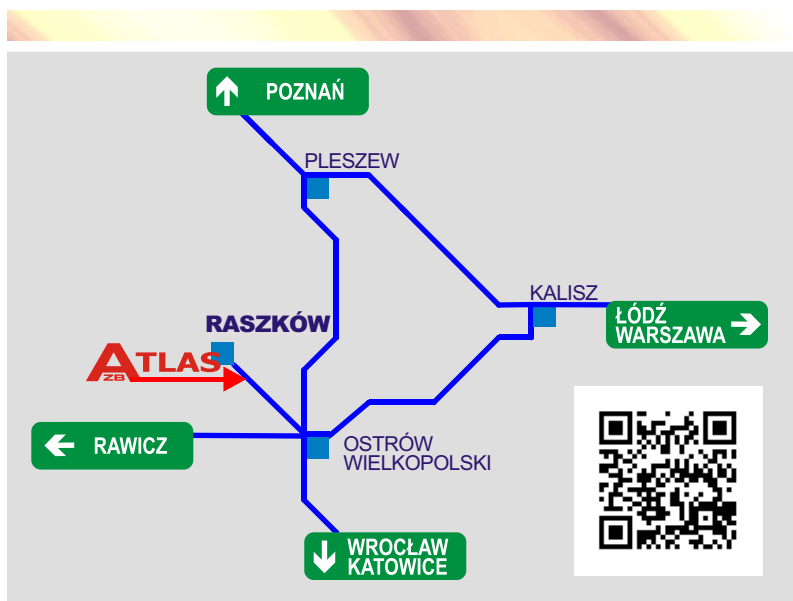 POZNAŃ
PLESZEW
KALISZ
ŁÓDŹ
WARSZAWA
RASZKÓW
ATLAS
ZB
RAWICZ
OSTRÓW
WIELKOPOLSKI
WROCŁAW
KATOWICE